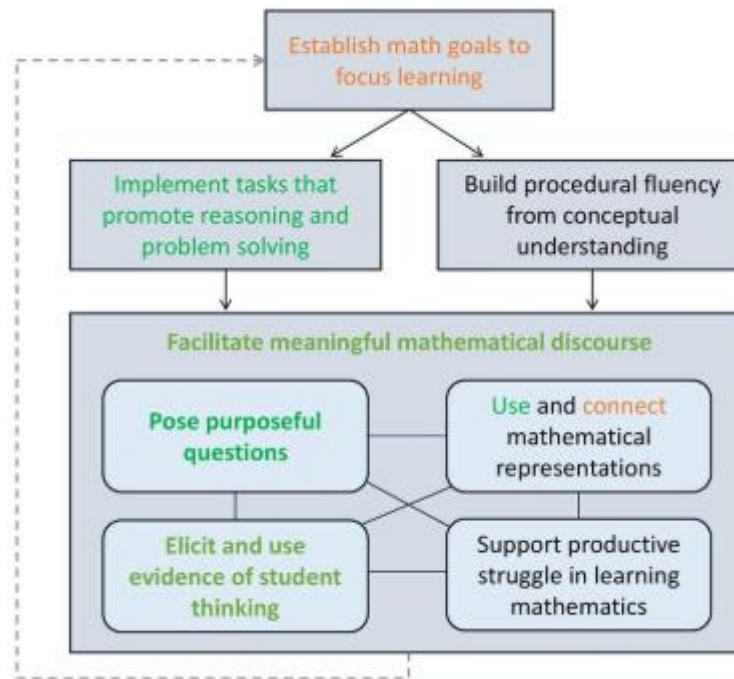 Establish math goals to
focus learning
Implement tasks that
promote reasoning and
problem solving
Build procedural fluency
from conceptual
understanding
Facilitate meaningful mathematical discourse
Pose purposeful
questions
Use and connect
mathematical
representations
Elicit and use
evidence of student
thinking
Support productive
struggle in learning
mathematics